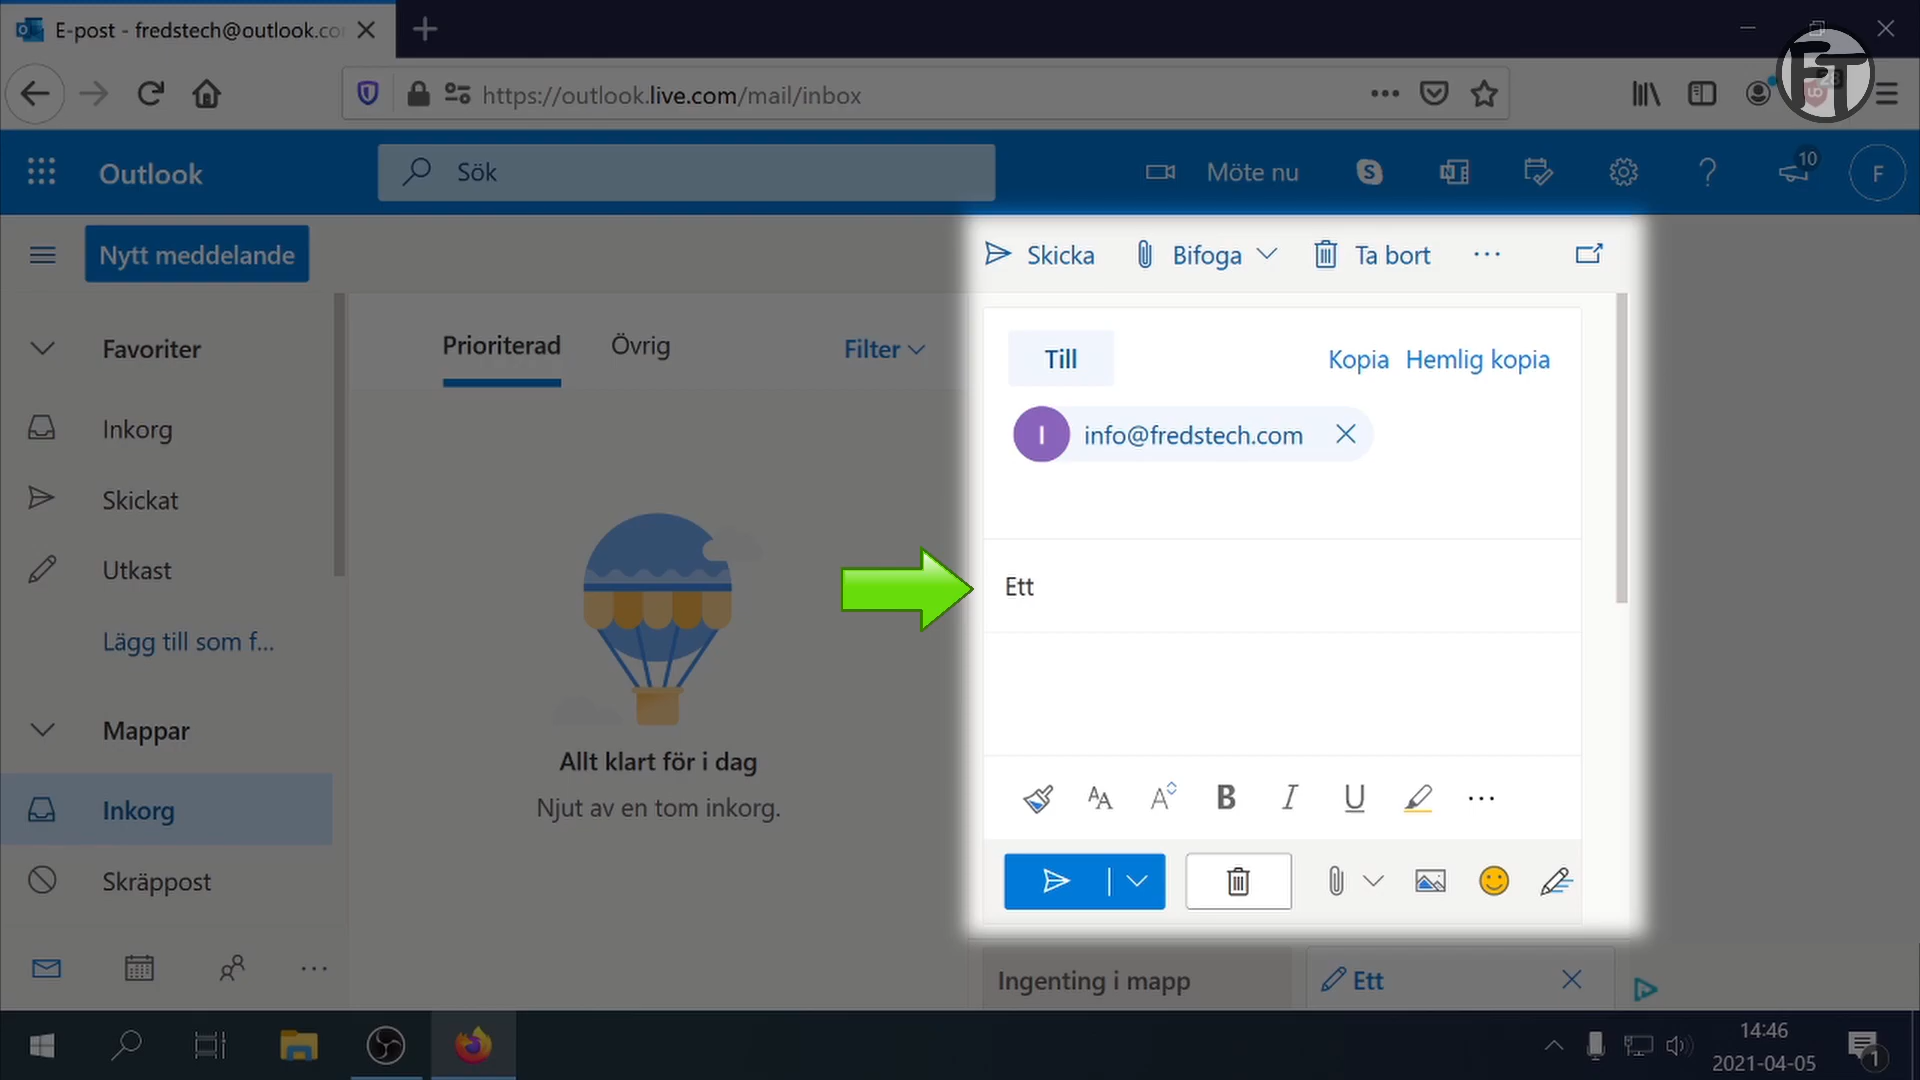 E-post - fredstech@outlook.co
https://outlook.live.com/mail/inbox
FT
Outlook
Sök
Möte nu
10
F
Nytt meddelande
Skicka
Bifoga
Ta bort
Favoriter
Prioriterad
Övrig
Filter
Till
Kopia
Hemlig kopia
Inkorg
I
info@fredstech.com
Skickat
Utkast
Ett
Lägg till som f...
Mappar
Allt klart för i dag
Njut av en tom inkorg.
Inkorg
Skräppost
Ingenting i mapp
Ett
14:46
2021-04-05
1